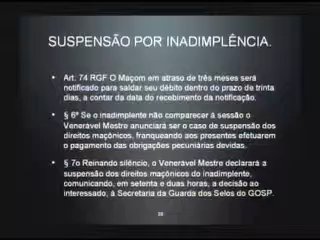 SUSPENSÃO POR INADIMPLÊNCIA.
• Art. 74 RGF O Maçom em atraso de três meses será
notificado para saldar seu débito dentro do prazo de trinta
dias, a contar da data do recebimento da notificação.
• § 6º Se o inadimplente não comparecer à sessão o
Venerável Mestre anunciará ser o caso de suspensão dos
direitos maçônicos, franqueando aos presentes efetuarem
o pagamento das obrigações pecuniárias devidas.
• § 7o Reinando silêncio, o Venerável Mestre declarará a
suspensão dos direitos maçônicos do inadimplente,
comunicando, em setenta e duas horas, a decisão ao
interessado, à Secretaria da Guarda dos Selos do GOSP.